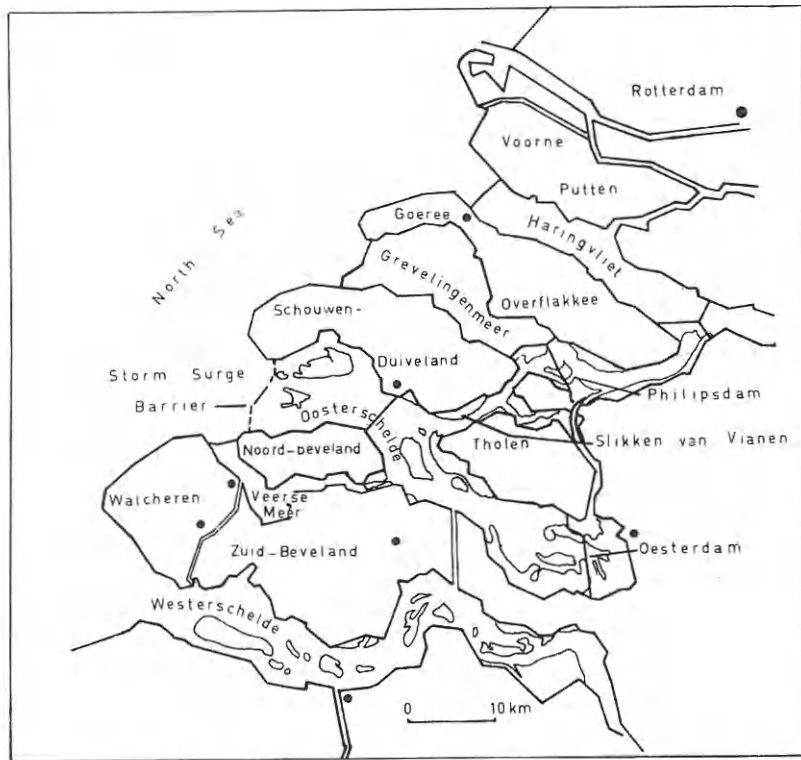 Rotterdam
Voorne
Putten
Goeree
Haringvliet
North Sea
Grevelingenmeer
Overflakkee
Schouwen-
Duiveland
Storm Surge
Barrier
Philipsdam
Oosterschelde
Tholen
Slikken van Vianen
Noord-beveland
Walcheren
Veerse
Meer
Zuid-Beveland
Oesterdam
Westerschelde
0 10 km